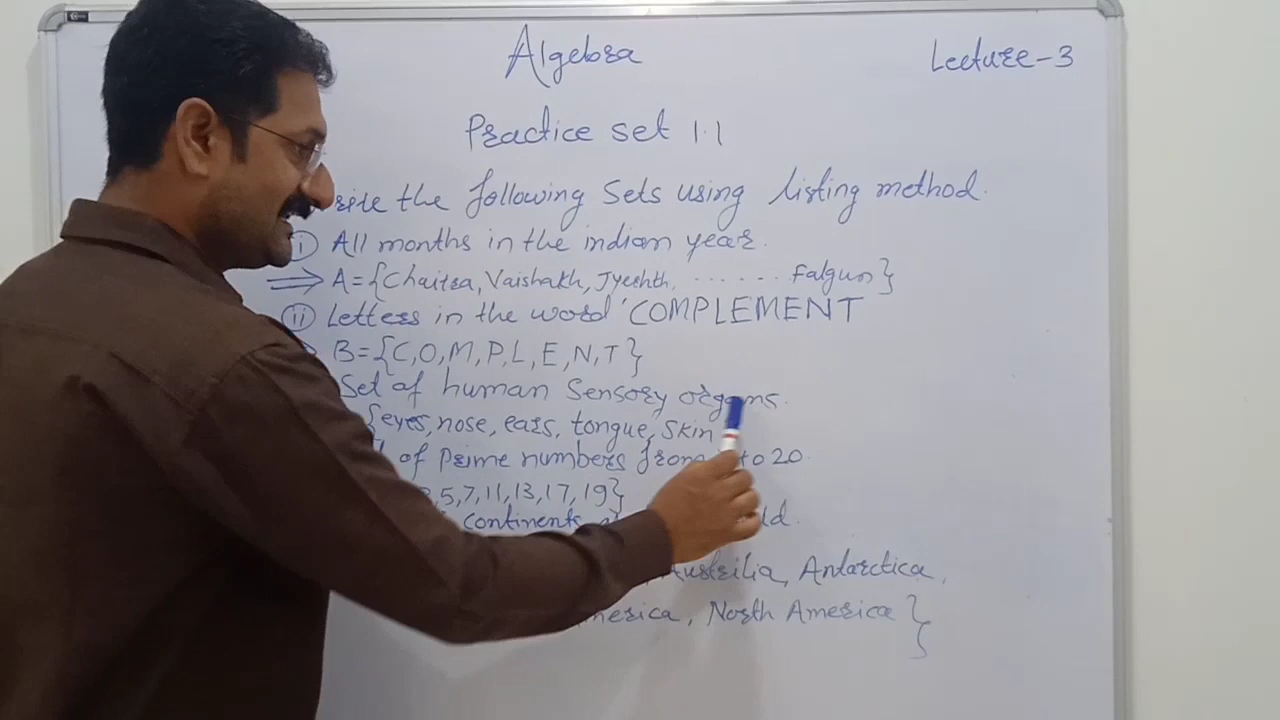 Algebra
Lecture-3
Practice set 1.1
the following Sets using listing method.
(i) All months in the indian year.
⇒ A={Chaitra, Vaishakh, Jyeshth, ....... Falgun}
(ii) Letters in the word 'COMPLEMENT
B={C,O,M,P,L,E,N,T}
Set of human Sensory organs.
{eyes, nose, ears, tongue, Skin
of Prime numbers from to 20.
,5,7,11,13,17,19}
continents
Austrilia, Antarctica,
, North America}